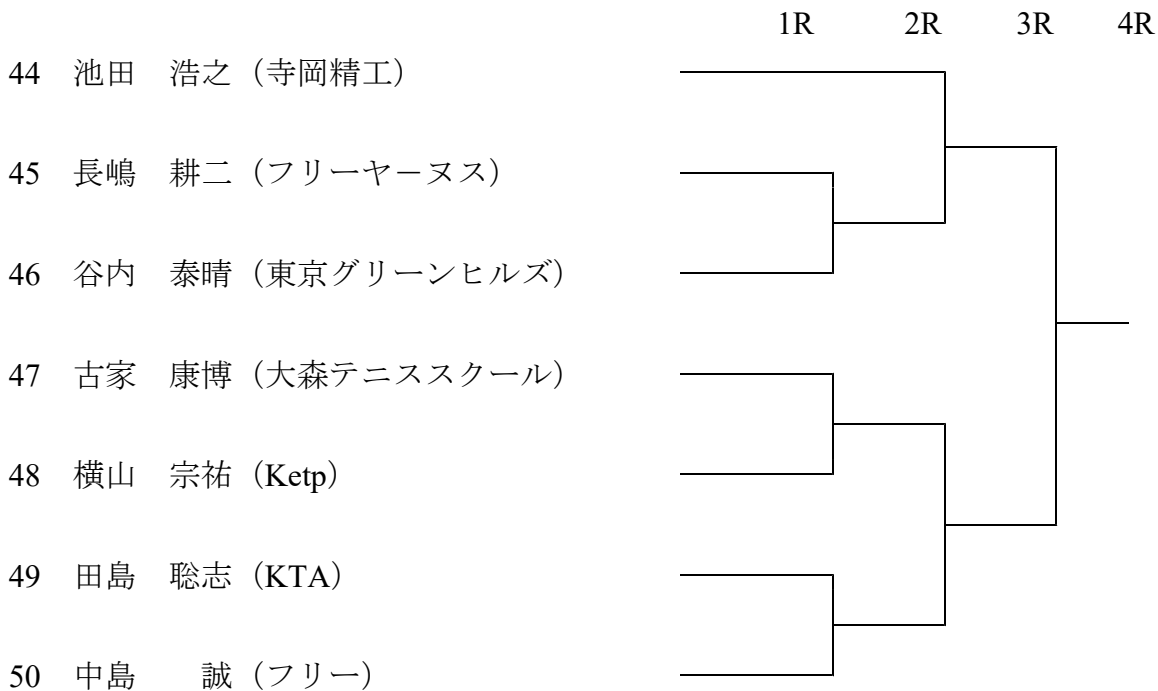 1R 2R 3R 4R
44 池田　浩之（寺岡精工）
45 長嶋　耕二（フリーヤ－ヌス）
46 谷内　泰晴（東京グリーンヒルズ）
47 古家　康博（大森テニススクール）
48 横山　宗祐（Ketp）
49 田島　聡志（KTA）
50 中島　　誠（フリー）